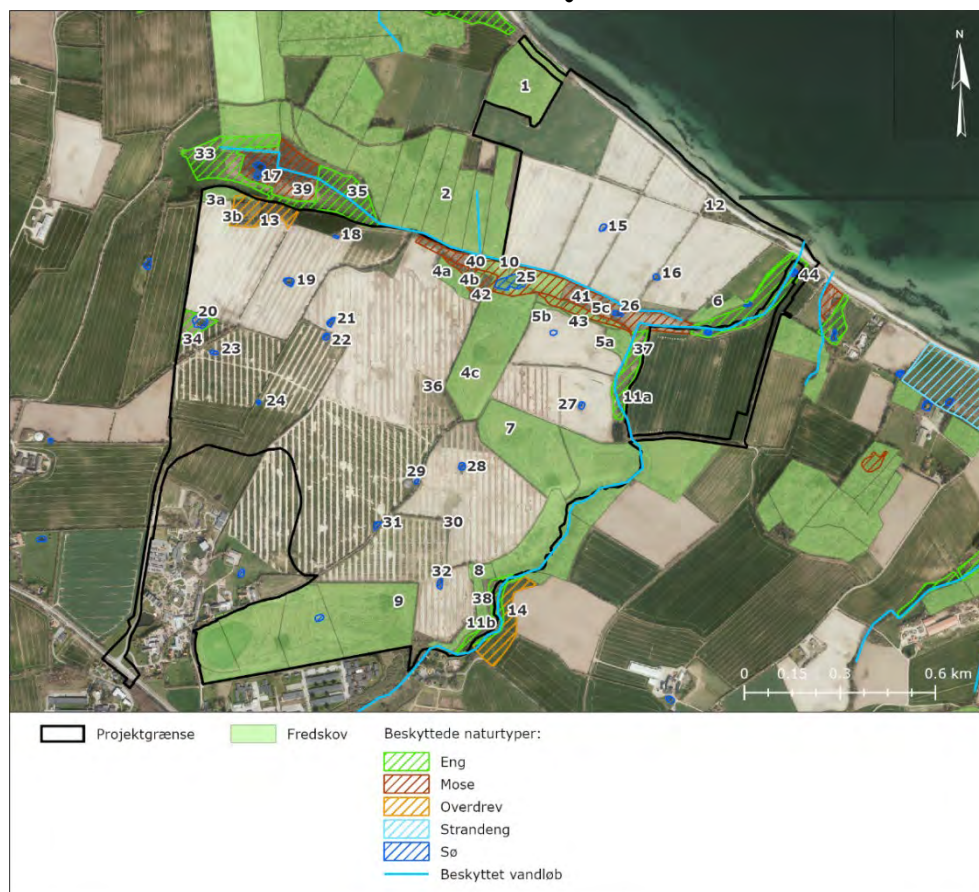 N
1
33
17
2
39
35
3a
3b
13
12
15
18
40
10
4a
19
4b
25
16
42
41
5c
26
6
44
20
21
5b
43
34
22
5a
37
23
4c
36
24
27
11a
7
28
29
31
30
32
8
9
38
14
11b
0 0.15 0.3 0.6 km
Projektgrænse
Fredskov
Beskyttede naturtyper:
Eng
Mose
Overdrev
Strandeng
Sø
Beskyttet vandløb